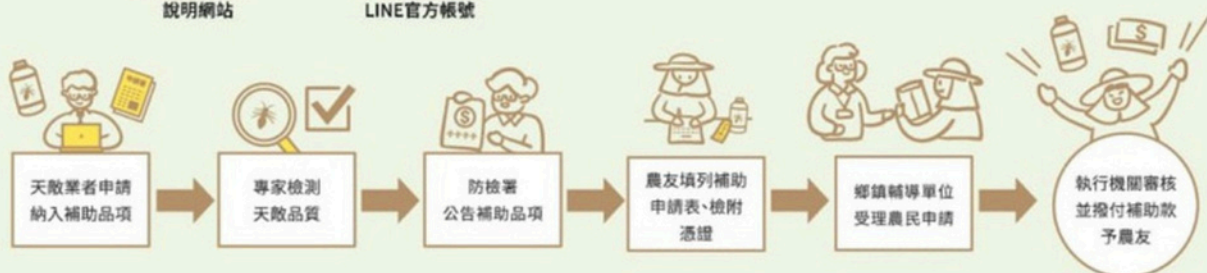 說明網站
LINE官方帳號
天敵業者申請
納入補助品項
專家檢測
天敵品質
防檢署
公告補助品項
農友填列補助
申請表、檢附
憑證
鄉鎮輔導單位
受理農民申請
執行機關審核
並撥付補助款
予農友